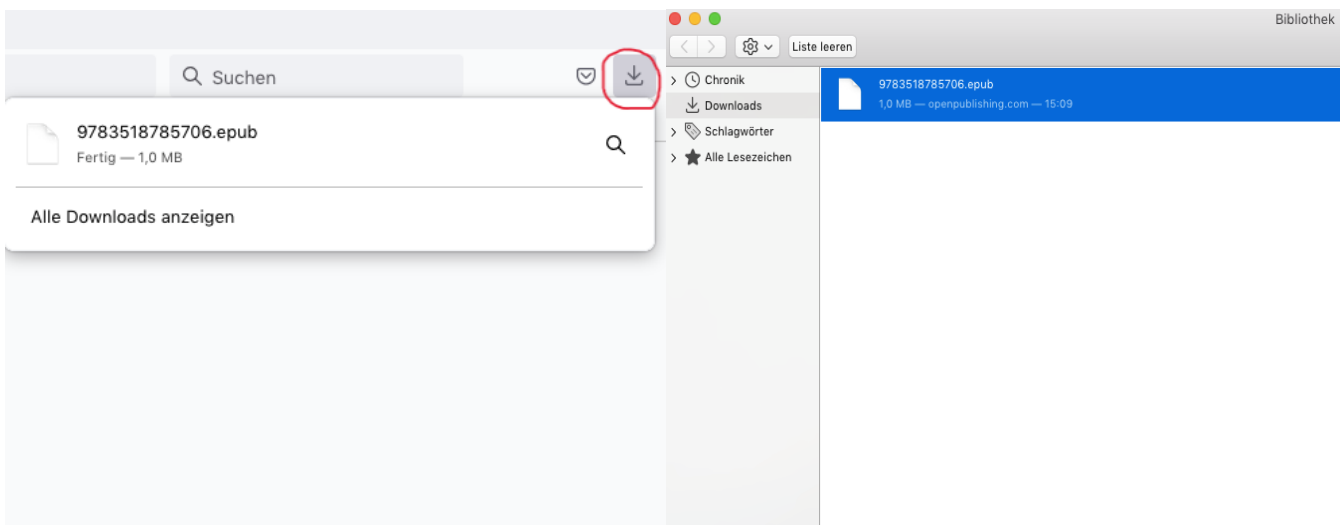 Suchen
9783518785706.epub
Fertig — 1,0 MB
Alle Downloads anzeigen
Bibliothek
Liste leeren
Chronik
Downloads
Schlagwörter
Alle Lesezeichen
9783518785706.epub
1,0 MB — openpublishing.com — 15:09